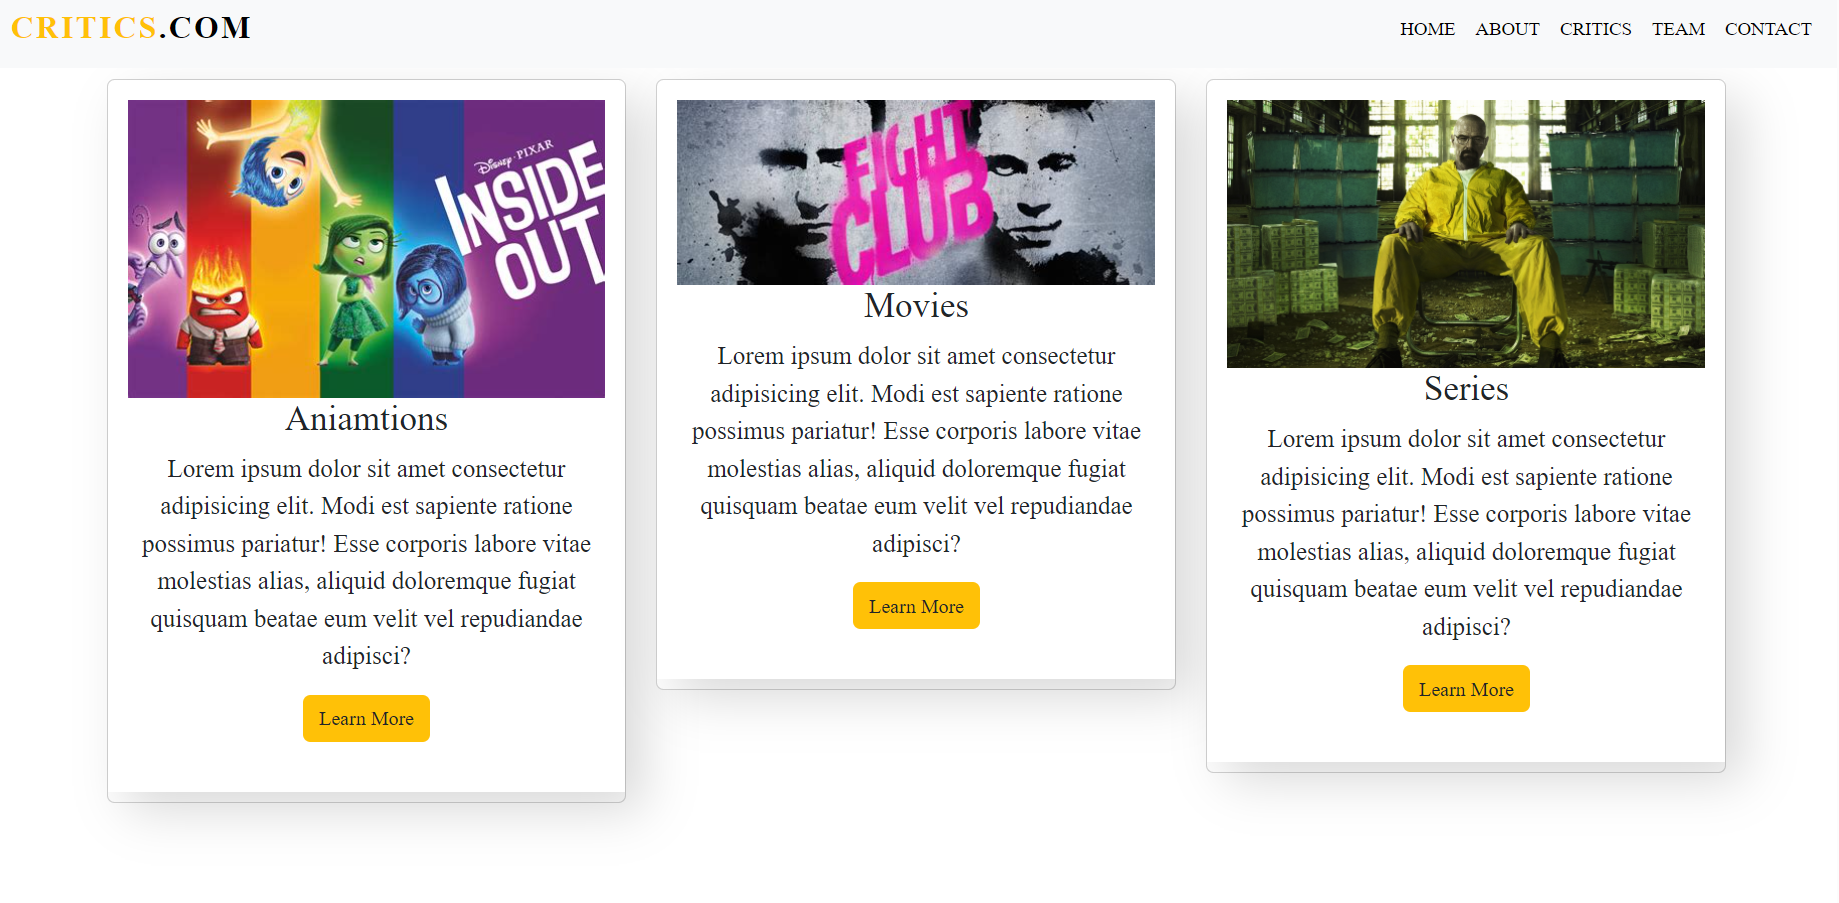 CRITICS.COM
HOME ABOUT CRITICS TEAM CONTACT
Disney·PIXAR
INSIDE
OUT
Aniamtions
Lorem ipsum dolor sit amet consectetur
adipisicing elit. Modi est sapiente ratione
possimus pariatur! Esse corporis labore vitae
molestias alias, aliquid doloremque fugiat
quisquam beatae eum velit vel repudiandae
adipisci?
Learn More
FIGHT
CLUB
Movies
Lorem ipsum dolor sit amet consectetur
adipisicing elit. Modi est sapiente ratione
possimus pariatur! Esse corporis labore vitae
molestias alias, aliquid doloremque fugiat
quisquam beatae eum velit vel repudiandae
adipisci?
Learn More
Series
Lorem ipsum dolor sit amet consectetur
adipisicing elit. Modi est sapiente ratione
possimus pariatur! Esse corporis labore vitae
molestias alias, aliquid doloremque fugiat
quisquam beatae eum velit vel repudiandae
adipisci?
Learn More